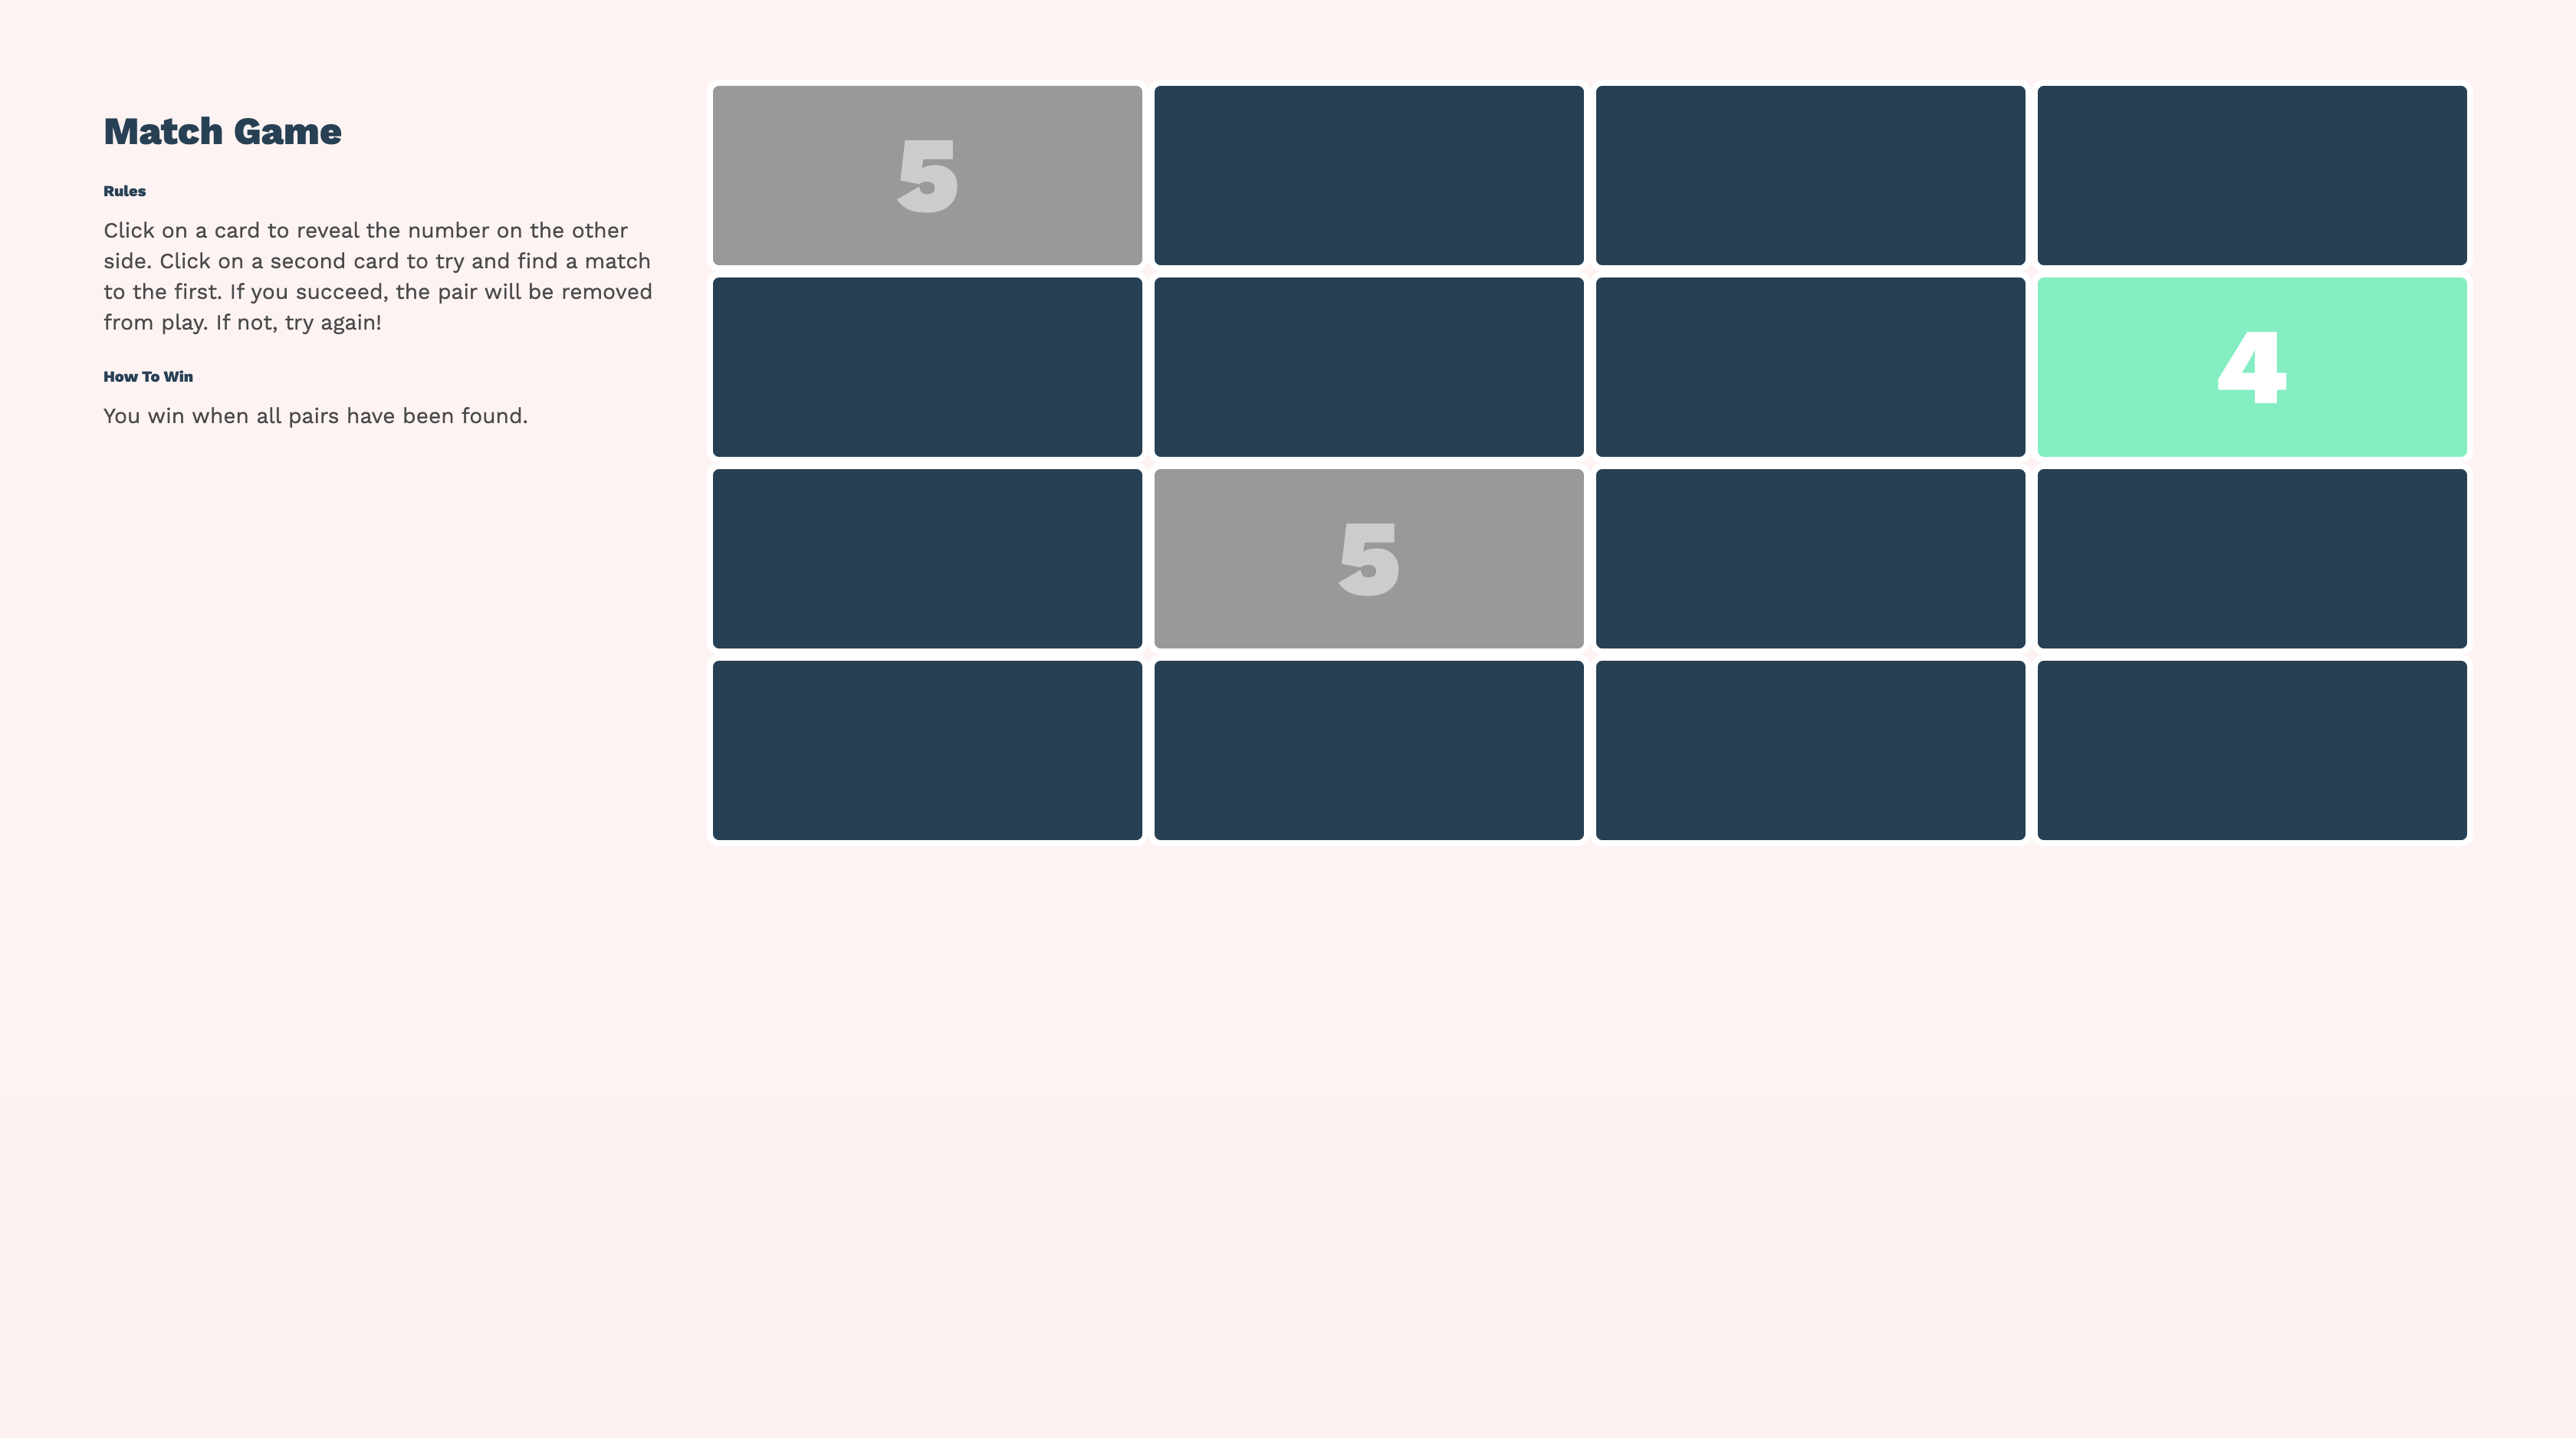 Match Game
Rules
Click on a card to reveal the number on the other
side. Click on a second card to try and find a match
to the first. If you succeed, the pair will be removed
from play. If not, try again!
How To Win
You win when all pairs have been found.
5
4
5